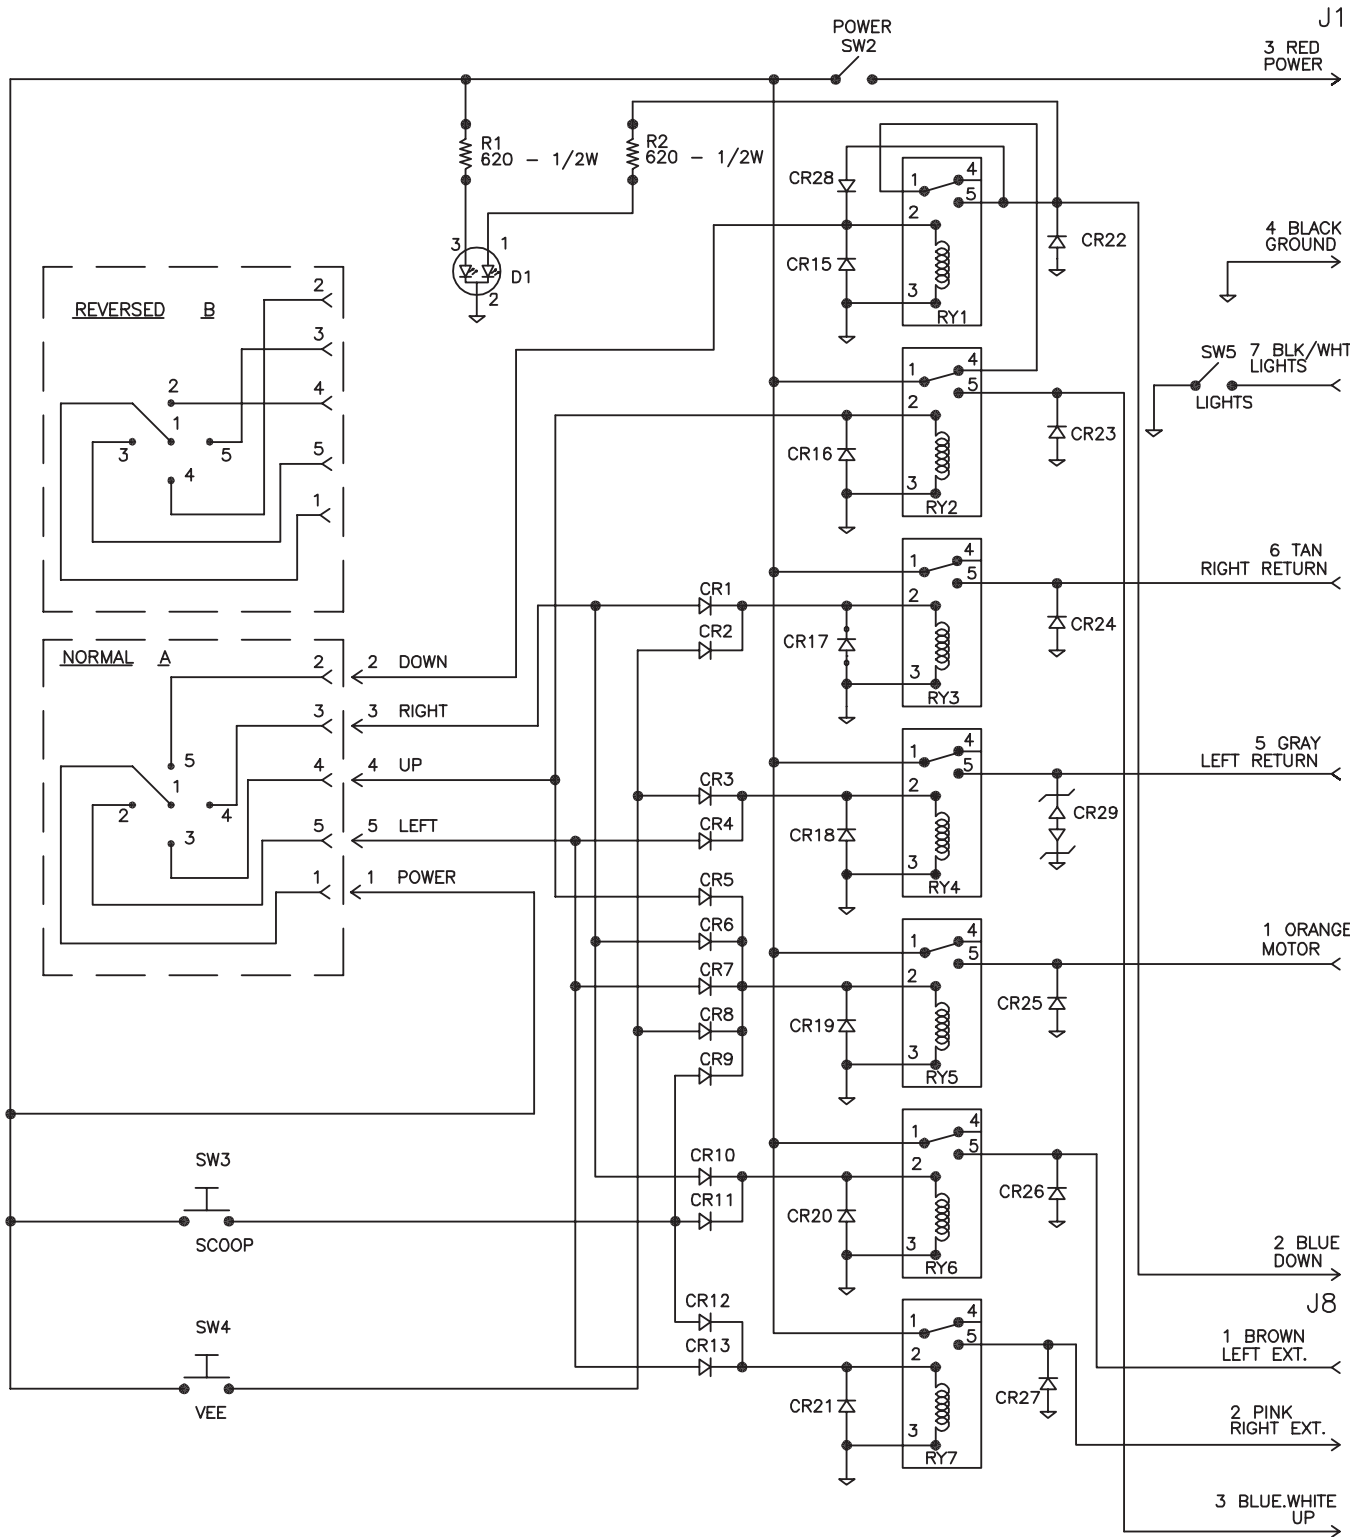 J1
POWER
SW2
3 RED
POWER
R1
620 - 1/2W
R2
620 - 1/2W
CR28
1
4
5
2
3
RY1
CR22
CR15
3
1
2
D1
4 BLACK
GROUND
REVERSED B
2
3
4
5
1
2
1
3
5
4
SW5
7 BLK/WHT
LIGHTS
LIGHTS
1
4
5
2
3
RY2
CR23
CR16
6 TAN
RIGHT RETURN
CR1
CR2
CR17
1
4
5
2
3
RY3
CR24
NORMAL A
2
3
4
5
1
5
1
2
4
3
2 DOWN
3 RIGHT
4 UP
5 LEFT
1 POWER
5 GRAY
LEFT RETURN
CR3
CR4
CR18
1
4
5
2
3
RY4
CR29
CR5
CR6
CR7
CR8
CR9
1 ORANGE
MOTOR
1
4
5
2
3
RY5
CR19
CR25
SW3
SCOOP
CR10
CR11
CR20
1
4
5
2
3
RY6
CR26
2 BLUE
DOWN
J8
SW4
VEE
CR12
CR13
CR21
1
4
5
2
3
RY7
CR27
1 BROWN
LEFT EXT.
2 PINK
RIGHT EXT.
3 BLUE.WHITE
UP